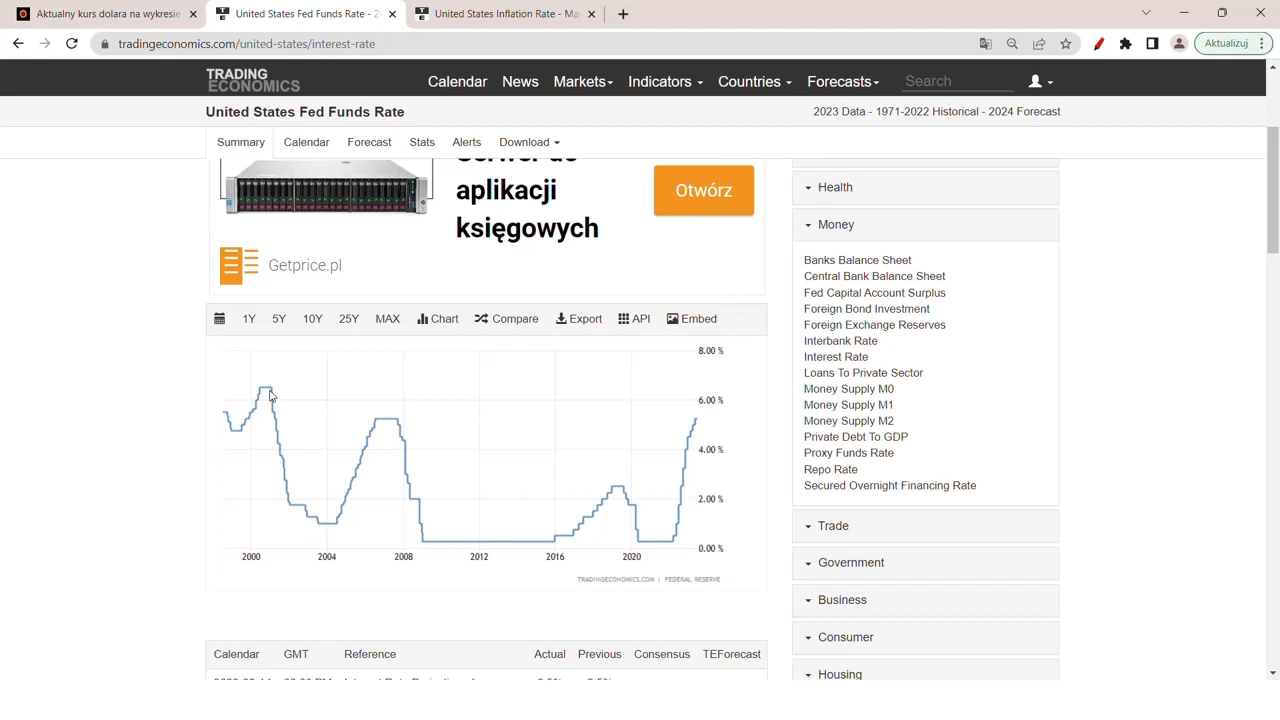 Aktualny kurs dolara na wykresie
United States Fed Funds Rate - 2
United States Inflation Rate - Ma
tradingeconomics.com/united-states/interest-rate
Aktualizuj
TRADING
ECONOMICS
Calendar News Markets Indicators Countries Forecasts Search
United States Fed Funds Rate
2023 Data - 1971-2022 Historical - 2024 Forecast
Summary Calendar Forecast Stats Alerts Download
aplikacji
księgowych
Otwórz
Getprice.pl
1Y 5Y 10Y 25Y MAX Chart Compare Export API Embed
8.00 %
6.00 %
4.00 %
2.00 %
0.00 %
2000 2004 2008 2012 2016 2020
TRADINGECONOMICS.COM | FEDERAL RESERVE
Calendar GMT Reference Actual Previous Consensus TEForecast
Health
Money
Banks Balance Sheet
Central Bank Balance Sheet
Fed Capital Account Surplus
Foreign Bond Investment
Foreign Exchange Reserves
Interbank Rate
Interest Rate
Loans To Private Sector
Money Supply M0
Money Supply M1
Money Supply M2
Private Debt To GDP
Proxy Funds Rate
Repo Rate
Secured Overnight Financing Rate
Trade
Government
Business
Consumer
Housing